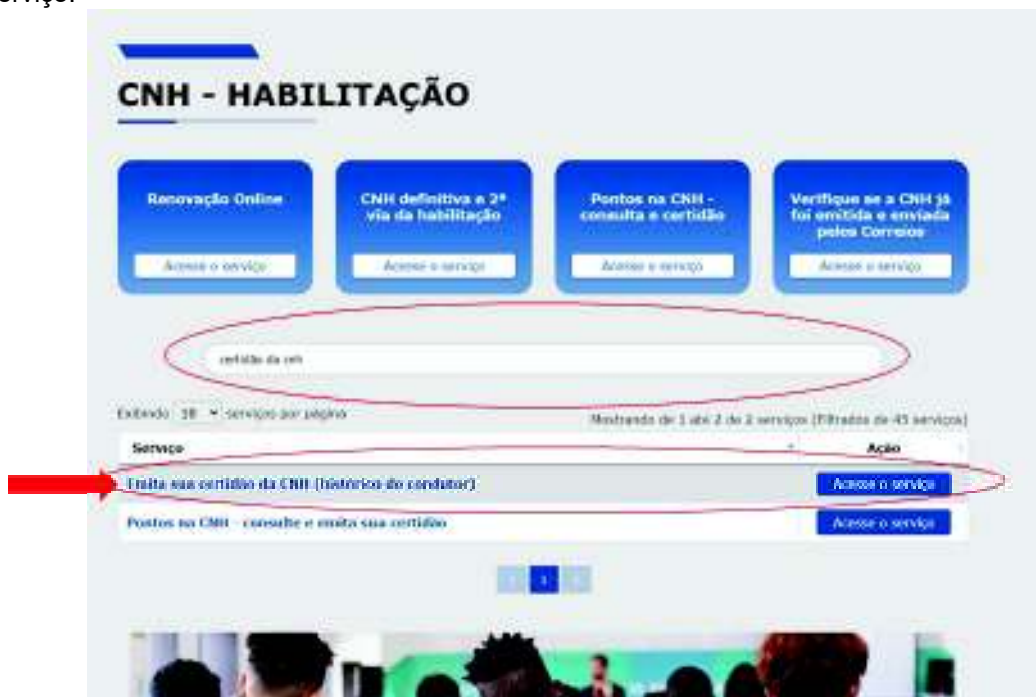 erviço.
CNH - HABILITAÇÃO
Renovação Online
Acesse o serviço
CNH definitiva e 2ª
via da habilitação
Acesse o serviço
Pontos na CNH -
consulta e certidão
Acesse o serviço
Verifique se a CNH já
foi emitida e enviada
pelos Correios
Acesse o serviço
certidão da cnh
Exibindo 10 serviços por página
Mostrando de 1 até 2 de 2 serviços (Filtrados de 45 serviços)
Serviço Ação
Emita sua certidão da CNH (histórico do condutor) Acesse o serviço
Pontos na CNH - consulte e emita sua certidão Acesse o serviço
1